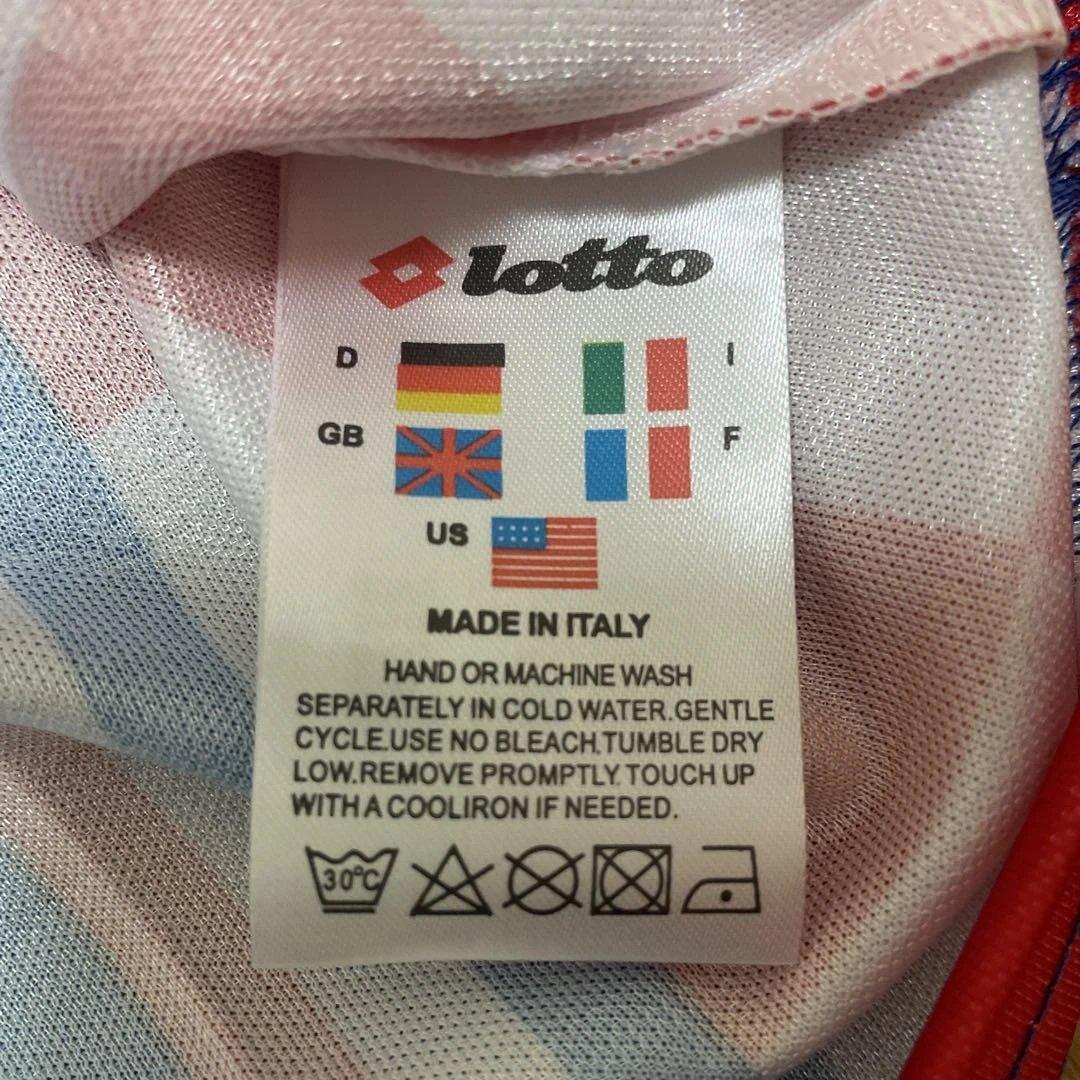 lotto
D
I
GB
F
US
MADE IN ITALY
HAND OR MACHINE WASH
SEPARATELY IN COLD WATER.GENTLE
CYCLE.USE NO BLEACH.TUMBLE DRY
LOW.REMOVE PROMPTLY.TOUCH UP
WITH A COOLIRON IF NEEDED.
30°C